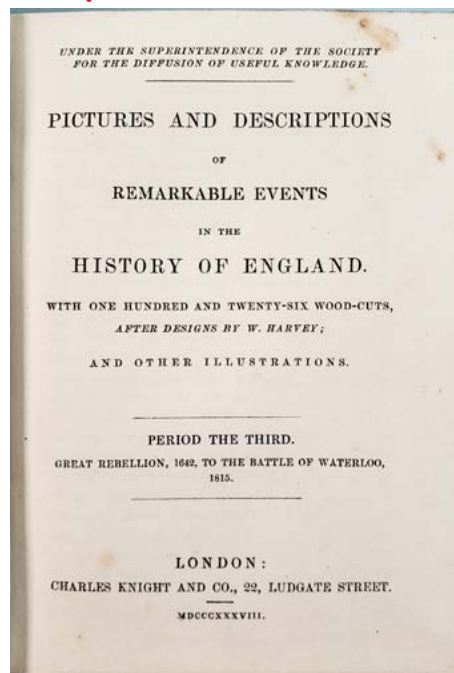 UNDER THE SUPERINTENDENCE OF THE SOCIETY
FOR THE DIFFUSION OF USEFUL KNOWLEDGE.
PICTURES AND DESCRIPTIONS
OF
REMARKABLE EVENTS
IN THE
HISTORY OF ENGLAND.
WITH ONE HUNDRED AND TWENTY-SIX WOOD-CUTS,
AFTER DESIGNS BY W. HARVEY;
AND OTHER ILLUSTRATIONS.
PERIOD THE THIRD.
GREAT REBELLION, 1642, TO THE BATTLE OF WATERLOO,
1815.
LONDON:
CHARLES KNIGHT AND CO., 22, LUDGATE STREET.
MDCCCXXXVIII.